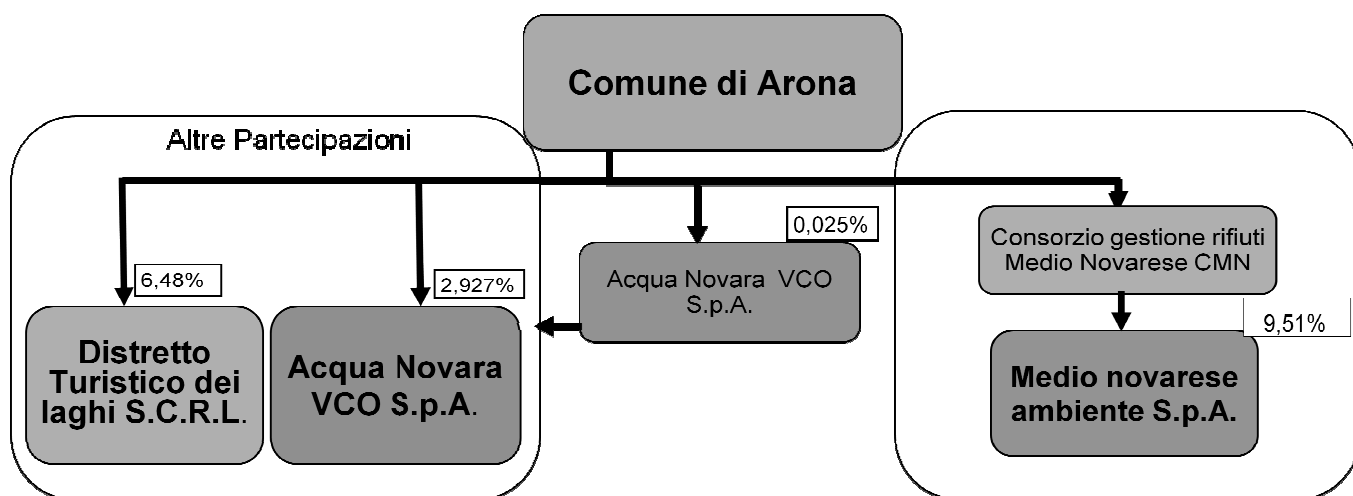 Comune di Arona
Altre Partecipazioni
0,025%
6,48%
2,927%
Acqua Novara VCO
S.p.A.
Consorzio gestione rifiuti
Medio Novarese CMN
9,51%
Distretto
Turistico dei
laghi S.C.R.L.
Acqua Novara
VCO S.p.A.
Medio novarese
ambiente S.p.A.